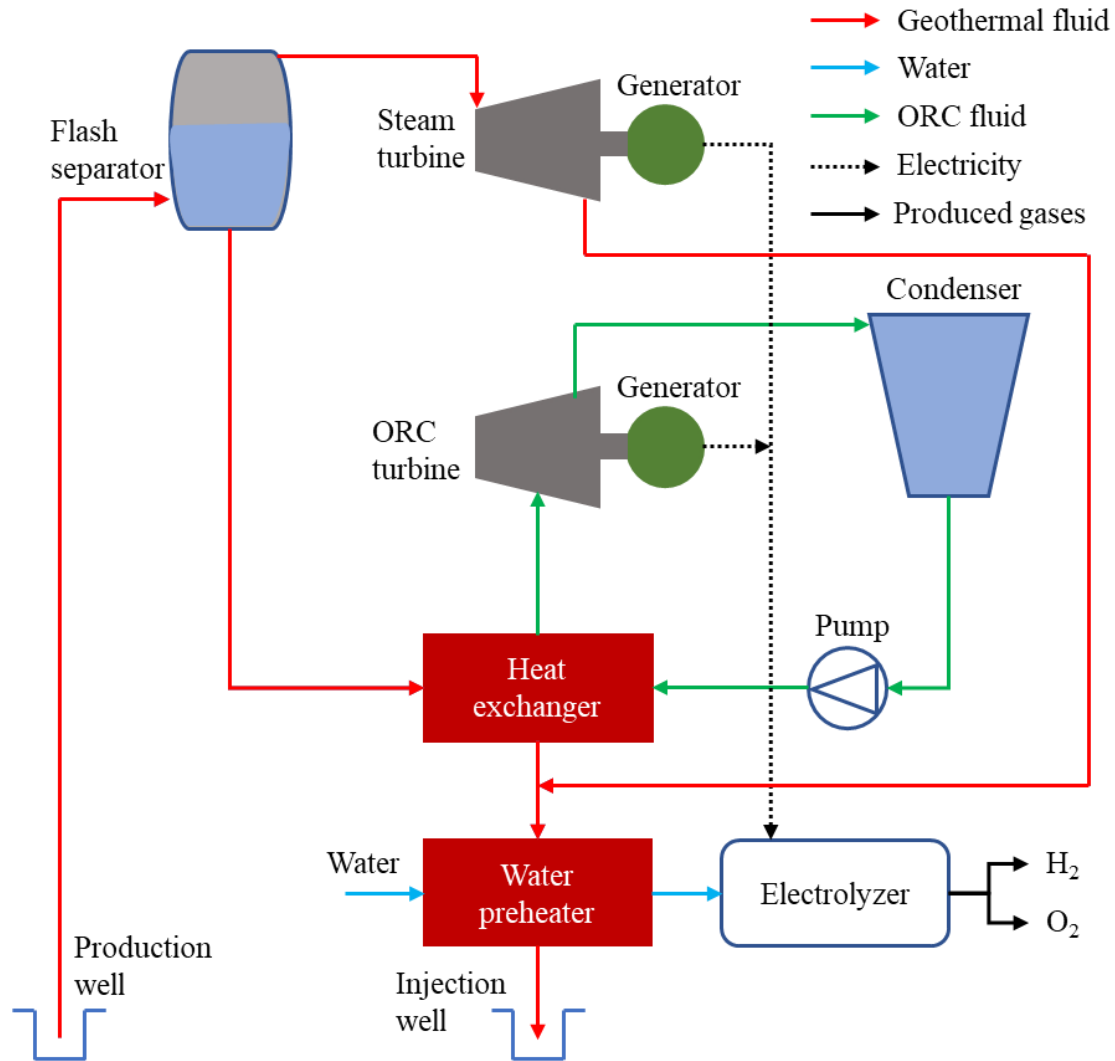 Geothermal fluid
Water
ORC fluid
Electricity
Produced gases
Flash
separator
Steam
turbine
Generator
Condenser
ORC
turbine
Generator
Pump
Heat
exchanger
Water
Water
preheater
Electrolyzer
H₂
O₂
Production
well
Injection
well